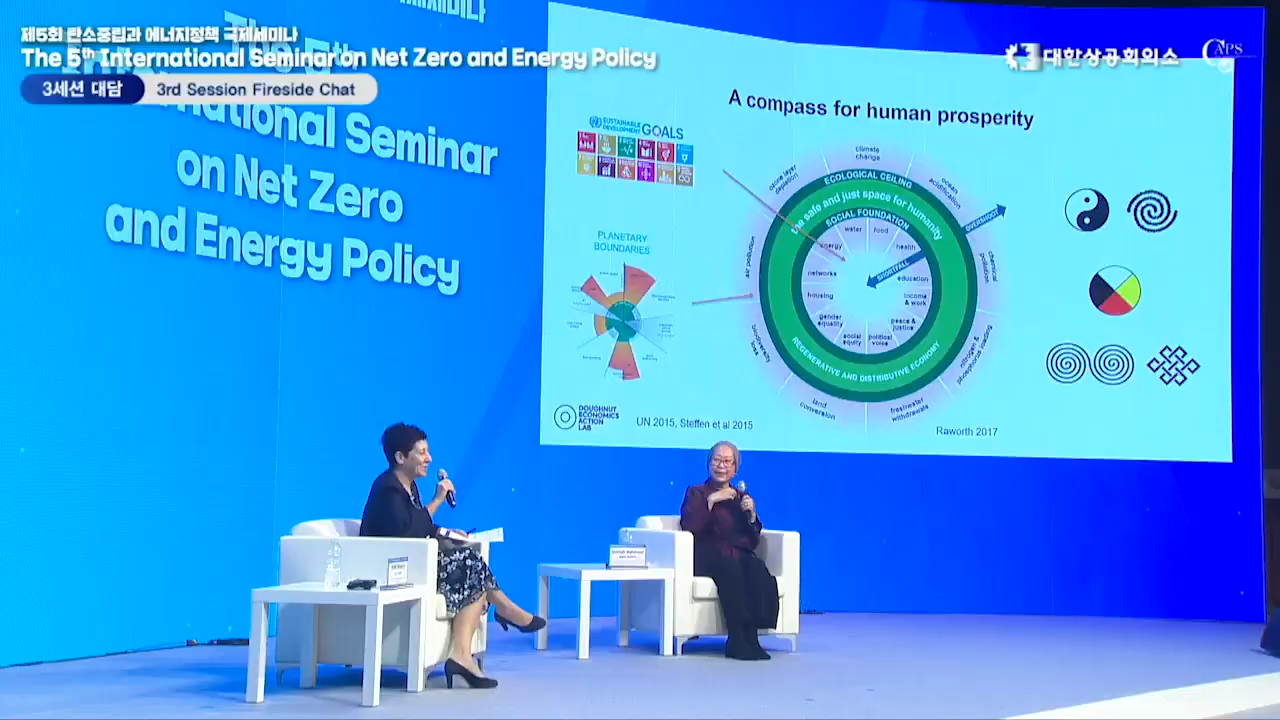 제5회 탄소중립과 에너지정책 국제세미나
The 5th International Seminar on Net Zero and Energy Policy
3세션 대담
3rd Session Fireside Chat
대한상공회의소
CAPS
The 5th
International Seminar
on Net Zero
and Energy Policy
A compass for human prosperity
SUSTAINABLE
DEVELOPMENT
GOALS
PLANETARY
BOUNDARIES
climate
change
ocean
acidification
chemical
pollution
nitrogen &
phosphorus loading
freshwater
withdrawals
land
conversion
biodiversity
loss
air pollution
ozone layer
depletion
ECOLOGICAL CEILING
the safe and just space for humanity
SOCIAL FOUNDATION
OVERSHOOT
SHORTFALL
water
food
health
education
income
& work
peace &
justice
political
voice
social
equity
gender
equality
housing
networks
energy
REGENERATIVE AND DISTRIBUTIVE ECONOMY
DOUGHNUT
ECONOMICS
ACTION
LAB
UN 2015, Steffen et al 2015
Raworth 2017